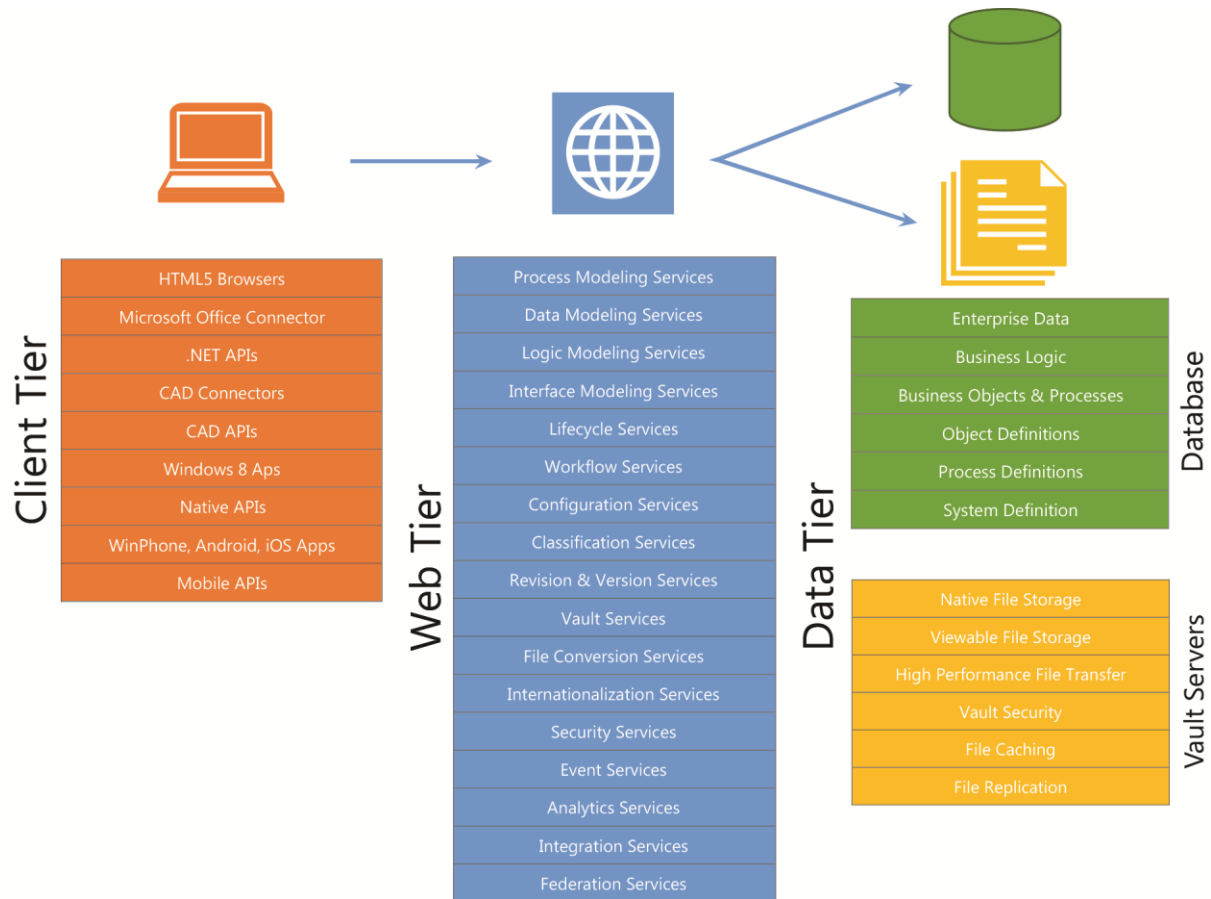 Client Tier
HTML5 Browsers
Microsoft Office Connector
.NET APIs
CAD Connectors
CAD APIs
Windows 8 Aps
Native APIs
WinPhone, Android, iOS Apps
Mobile APIs
Web Tier
Process Modeling Services
Data Modeling Services
Logic Modeling Services
Interface Modeling Services
Lifecycle Services
Workflow Services
Configuration Services
Classification Services
Revision & Version Services
Vault Services
File Conversion Services
Internationalization Services
Security Services
Event Services
Analytics Services
Integration Services
Federation Services
Data Tier
Enterprise Data
Business Logic
Business Objects & Processes
Object Definitions
Process Definitions
System Definition
Database
Native File Storage
Viewable File Storage
High Performance File Transfer
Vault Security
File Caching
File Replication
Vault Servers